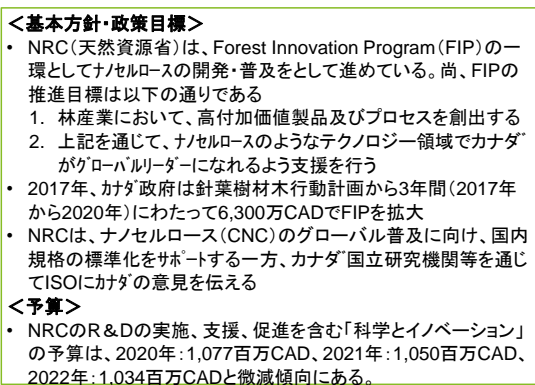 ＜基本方針・政策目標＞
• NRC（天然資源省）は、Forest Innovation Program（FIP）の一
環としてﾅﾉｾﾙﾛｰｽの開発・普及をとして進めている。尚、FIPの
推進目標は以下の通りである
1. 林産業において、高付加価値製品及びプロセスを創出する
2. 上記を通じて、ﾅﾉｾﾙﾛｰｽのようなテクノロジー領域でカナダ
がｸﾞﾛｰﾊﾞﾙﾘｰﾀﾞｰになれるよう支援を行う
• 2017年、ｶﾅﾀﾞ政府は針葉樹材木行動計画から3年間（2017年
から2020年）にわたって6,300万CADでFIPを拡大
• NRCは、ナノセルロース（CNC）のグローバル普及に向け、国内
規格の標準化をｻﾎﾟｰﾄする一方、カナダ国立研究機関等を通じ
てISOにｶﾅﾀﾞの意見を伝える
＜予算＞
• NRCのR＆Dの実施、支援、促進を含む「科学とイノベーション」
の予算は、2020年：1,077百万CAD、2021年：1,050百万CAD、
2022年：1,034百万CADと微減傾向にある。